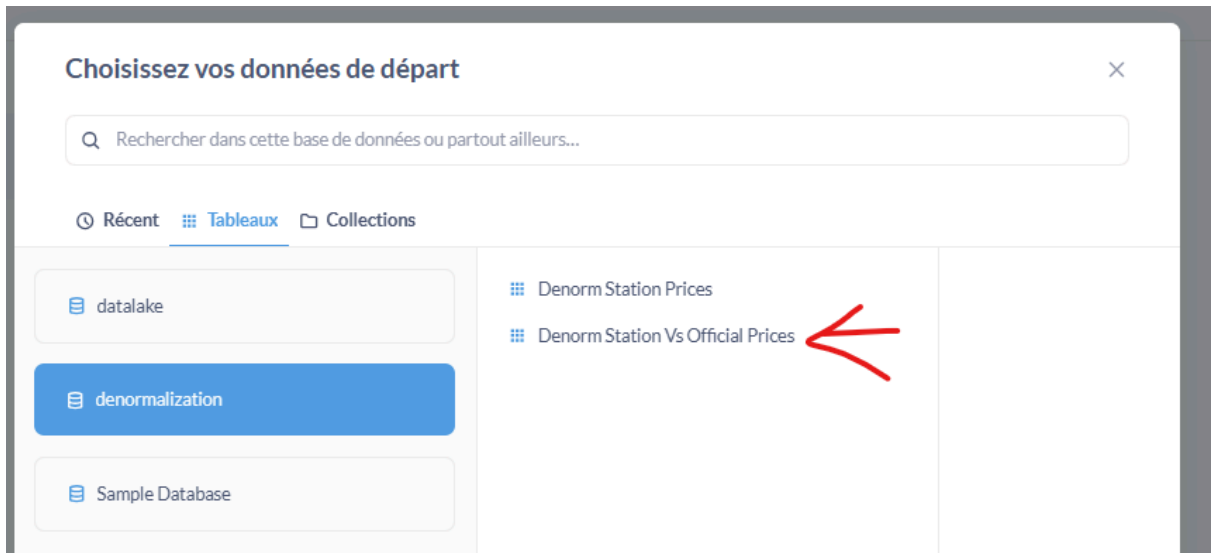 Choisissez vos données de départ
Rechercher dans cette base de données ou partout ailleurs...
Récent Tableaux Collections
datalake
denormalization
Sample Database
Denorm Station Prices
Denorm Station Vs Official Prices